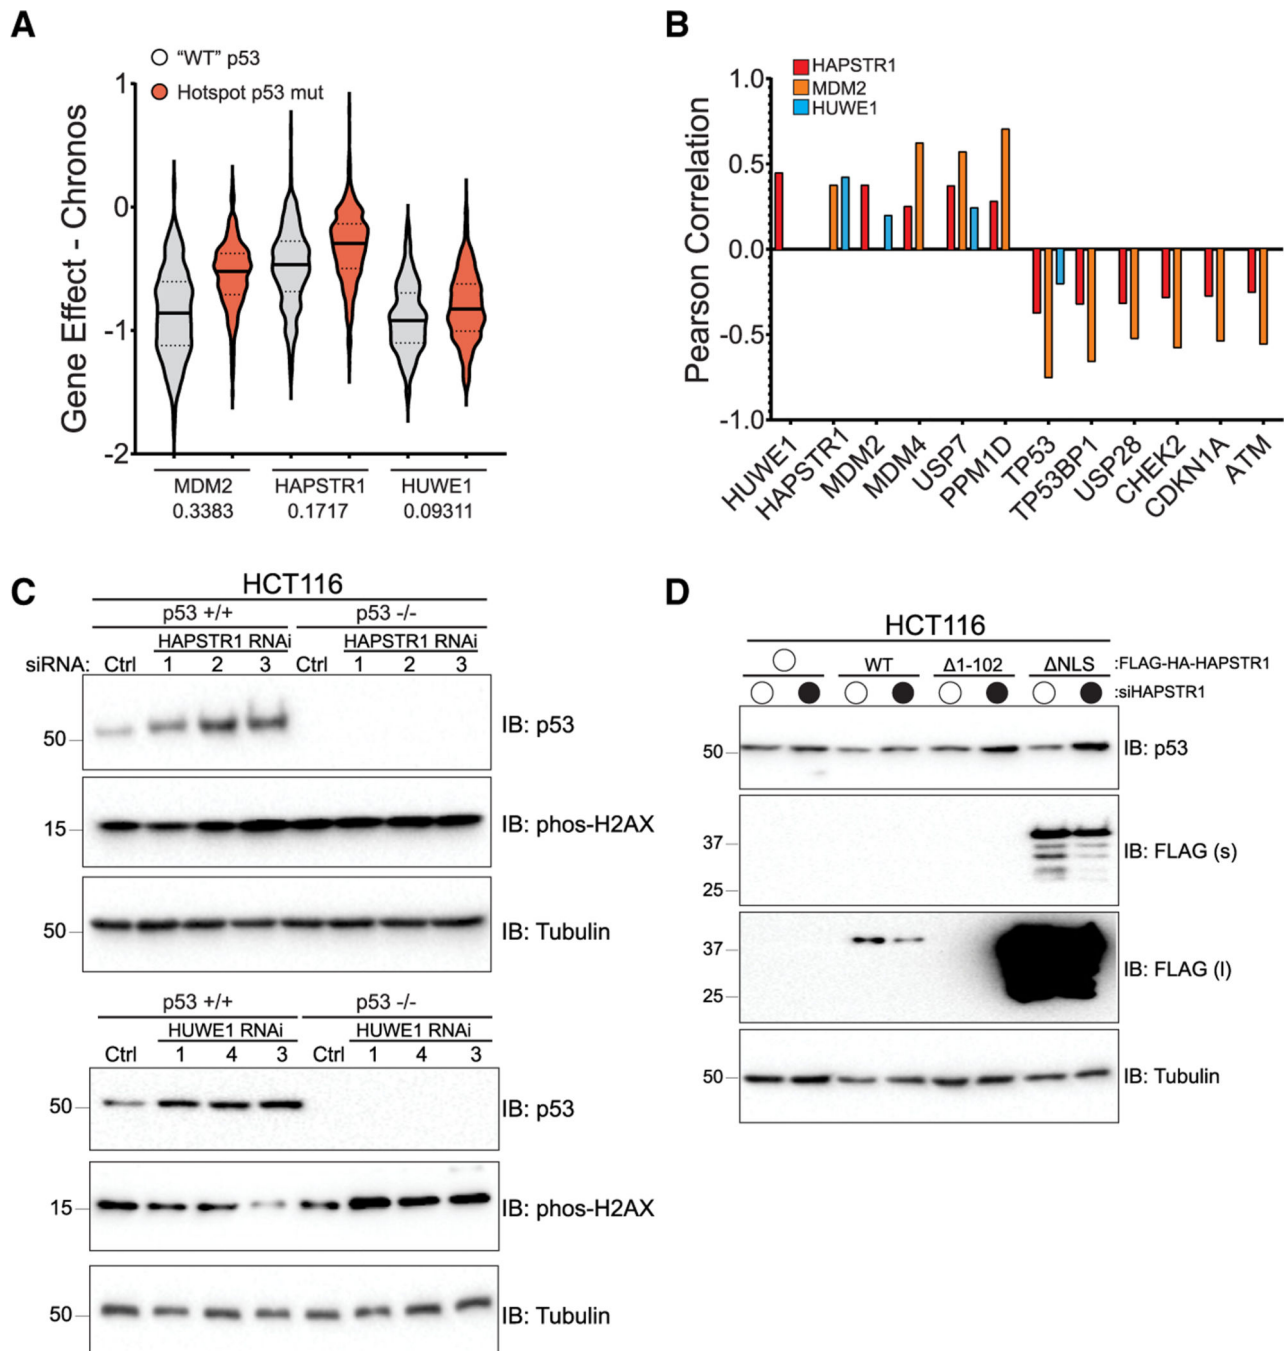 A
"WT" p53
Hotspot p53 mut
Gene Effect - Chronos
1
0
-1
-2
MDM2 HAPSTR1 HUWE1
0.3383 0.1717 0.09311
B
HAPSTR1
MDM2
HUWE1
Pearson Correlation
1.0
0.5
0.0
-0.5
-1.0
HUWE1
HAPSTR1
MDM2
MDM4
USP7
PPM1D
TP53
TP53BP1
USP28
CHEK2
CDKN1A
ATM
C
HCT116
p53 +/+ p53 -/-
HAPSTR1 RNAi HAPSTR1 RNAi
siRNA: Ctrl 1 2 3 Ctrl 1 2 3
50 IB: p53
15 IB: phos-H2AX
50 IB: Tubulin
p53 +/+ p53 -/-
HUWE1 RNAi HUWE1 RNAi
Ctrl 1 4 3 Ctrl 1 4 3
50 IB: p53
15 IB: phos-H2AX
50 IB: Tubulin
D
HCT116
WT Δ1-102 ΔNLS :FLAG-HA-HAPSTR1
:siHAPSTR1
50 IB: p53
37 IB: FLAG (s)
25
37 IB: FLAG (l)
25
50 IB: Tubulin